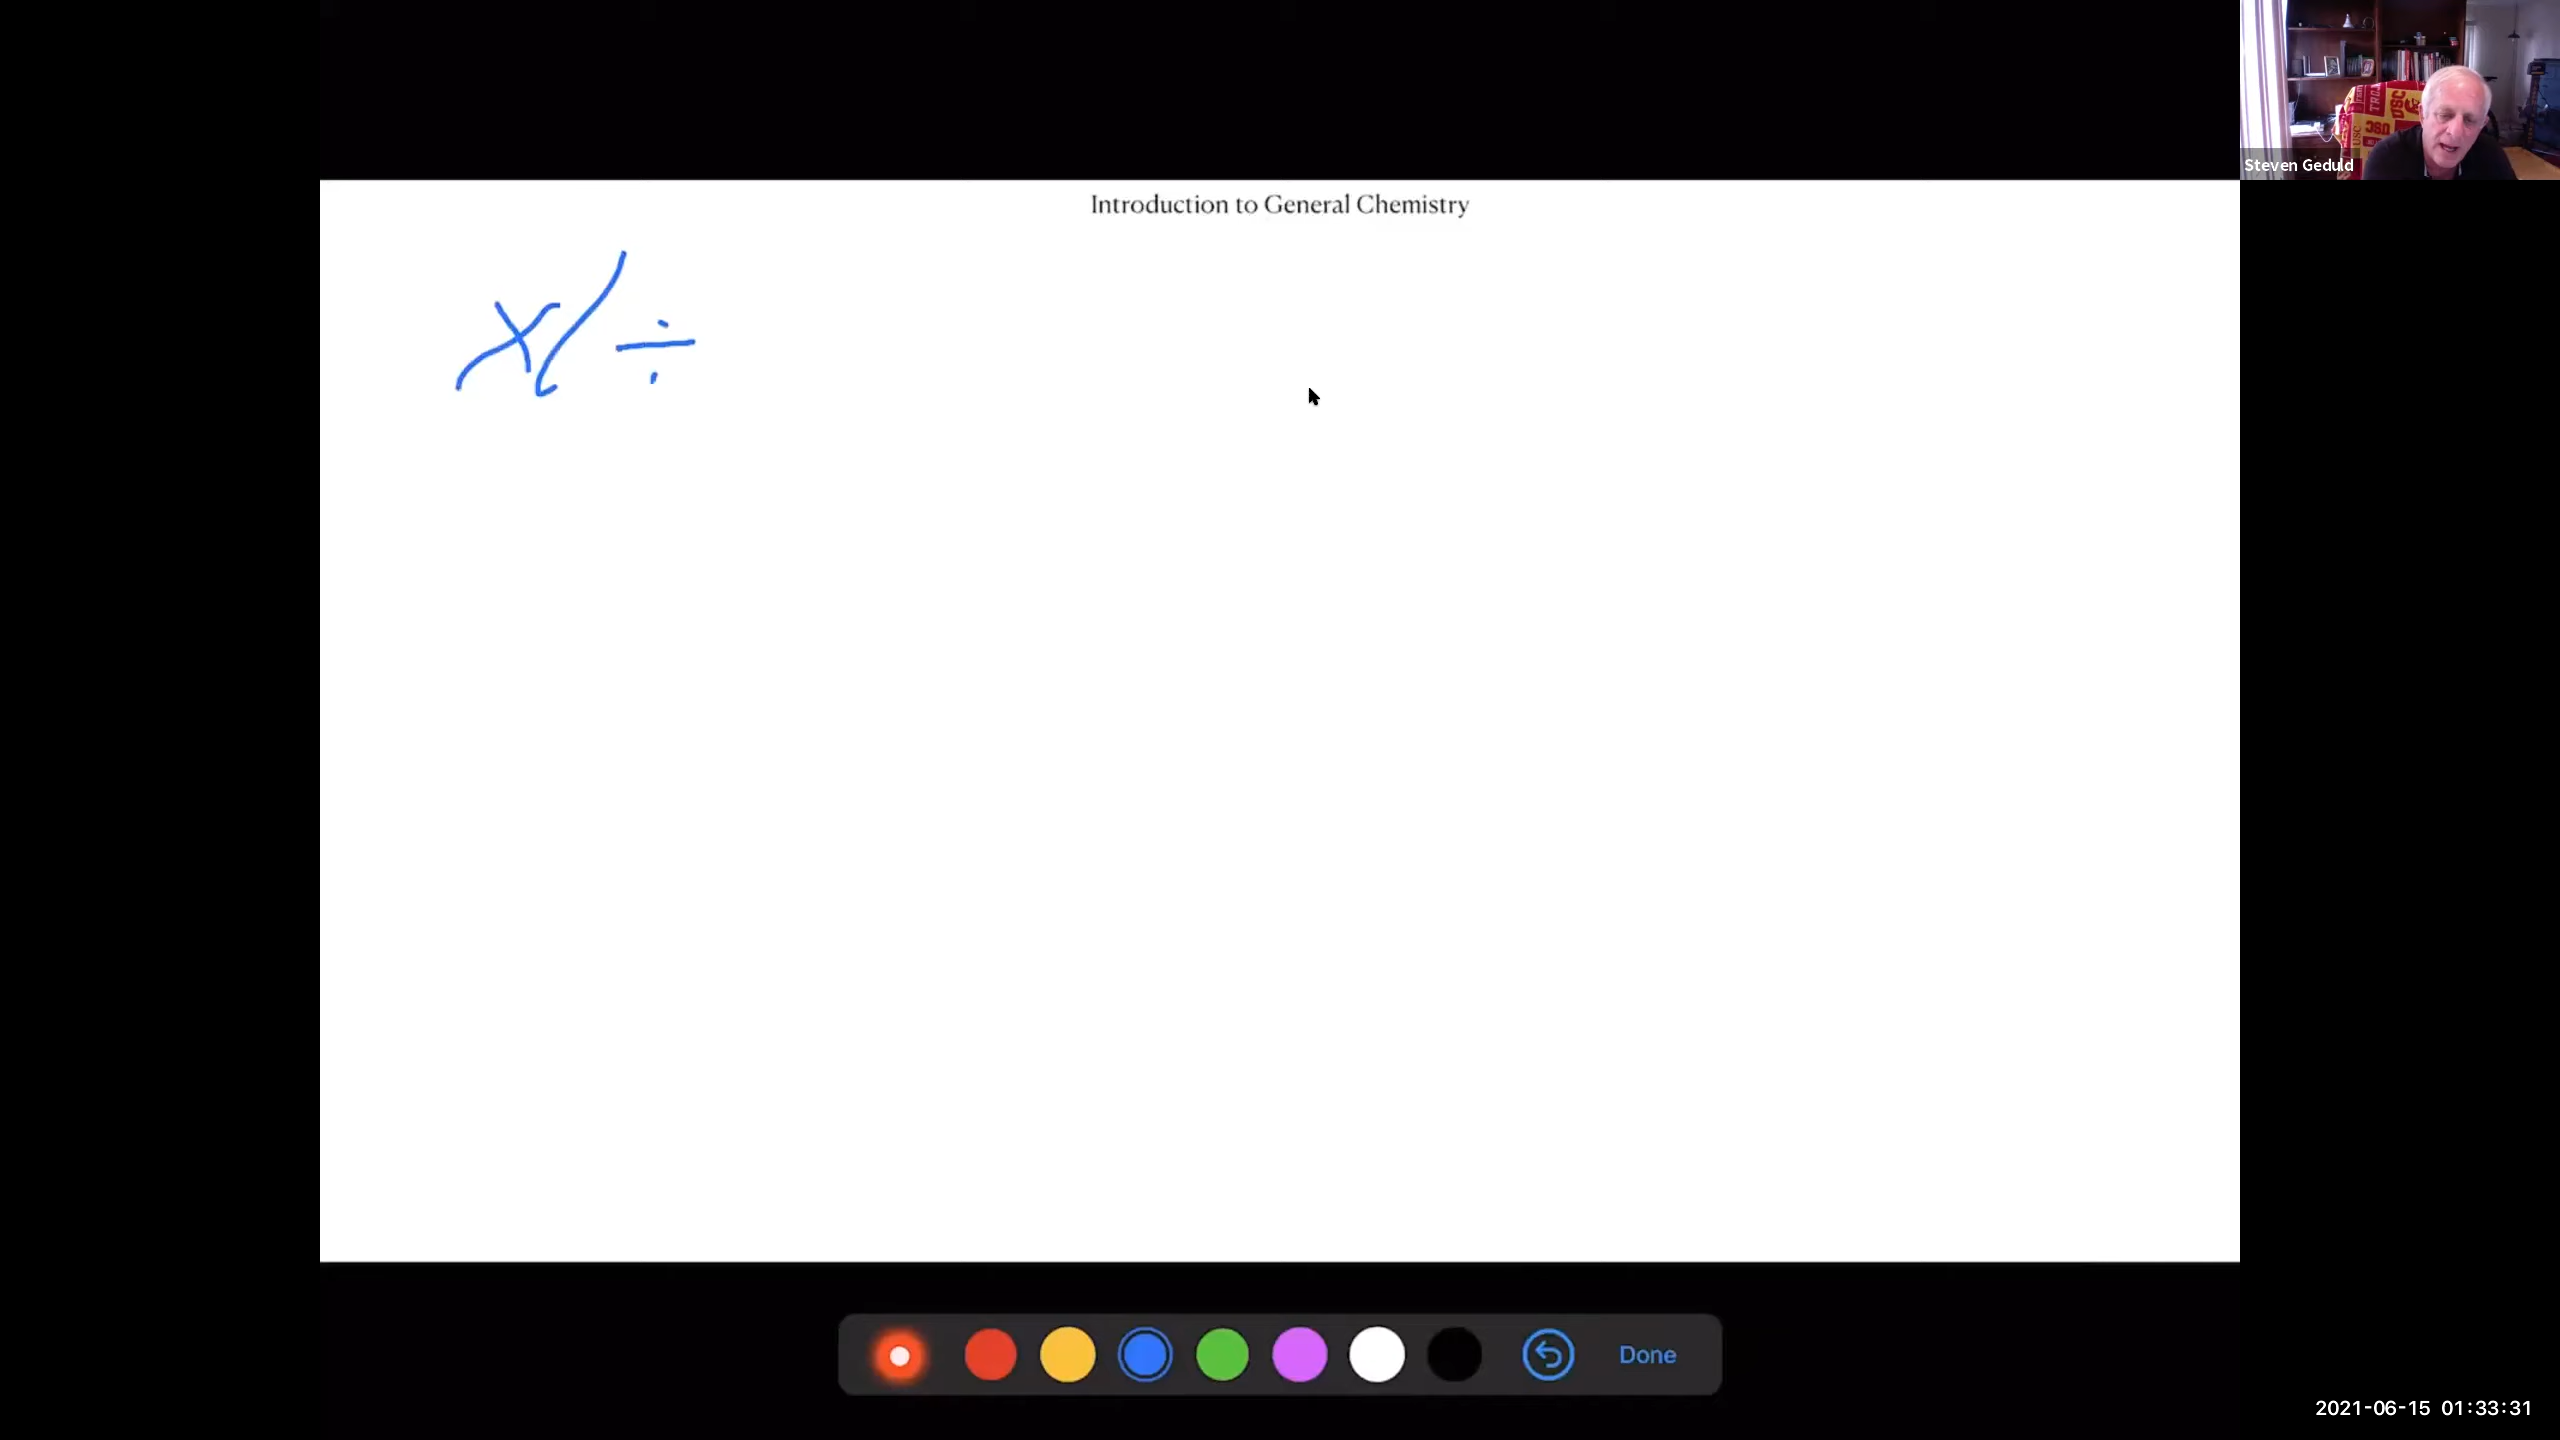 Steven Geduld
Introduction to General Chemistry
x/÷
Done
2021-06-15 01:33:31